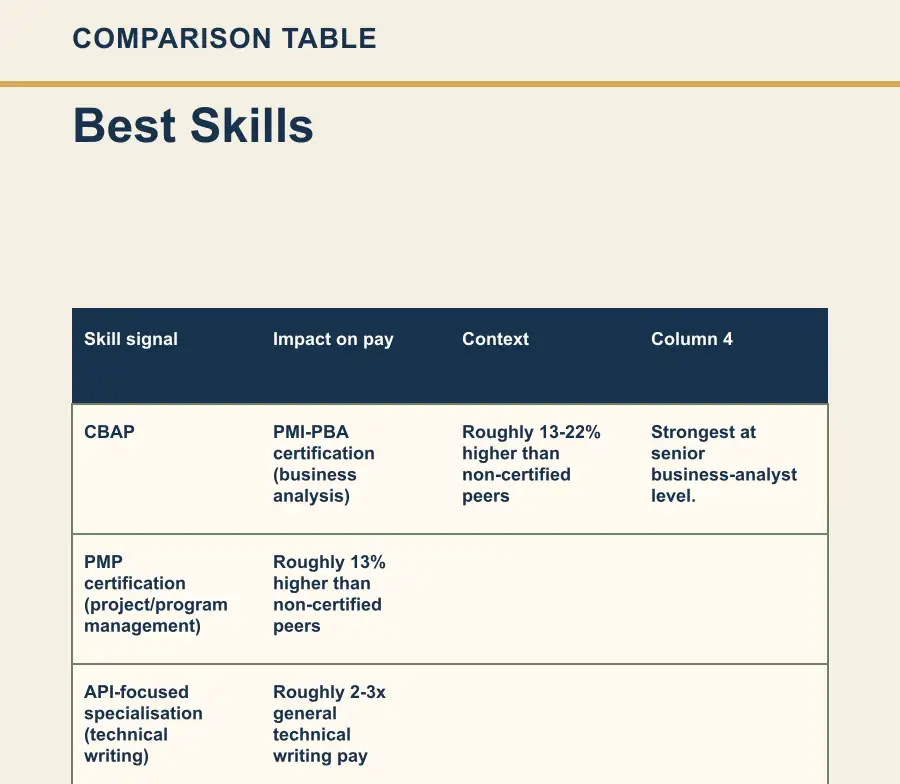 COMPARISON TABLE
Best Skills
Skill signal
Impact on pay
Context
Column 4
CBAP
PMI-PBA
certification
(business
analysis)
Roughly 13-22%
higher than
non-certified
peers
Strongest at
senior
business-analyst
level.
PMP
certification
(project/program
management)
Roughly 13%
higher than
non-certified
peers
API-focused
specialisation
(technical
writing)
Roughly 2-3x
general
technical
writing pay